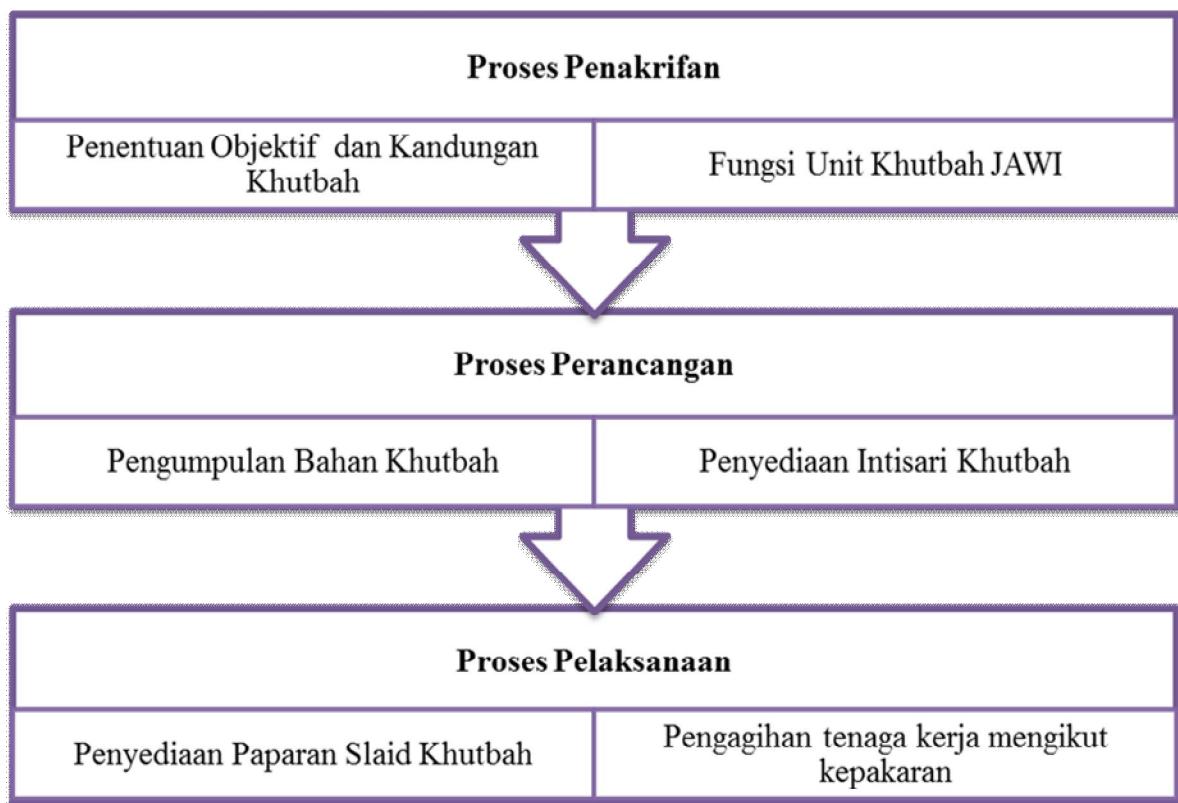 Proses Penakrifan
Penentuan Objektif dan Kandungan
Khutbah
Fungsi Unit Khutbah JAWI
Proses Perancangan
Pengumpulan Bahan Khutbah
Penyediaan Intisari Khutbah
Proses Pelaksanaan
Penyediaan Paparan Slaid Khutbah
Pengagihan tenaga kerja mengikut
kepakaran